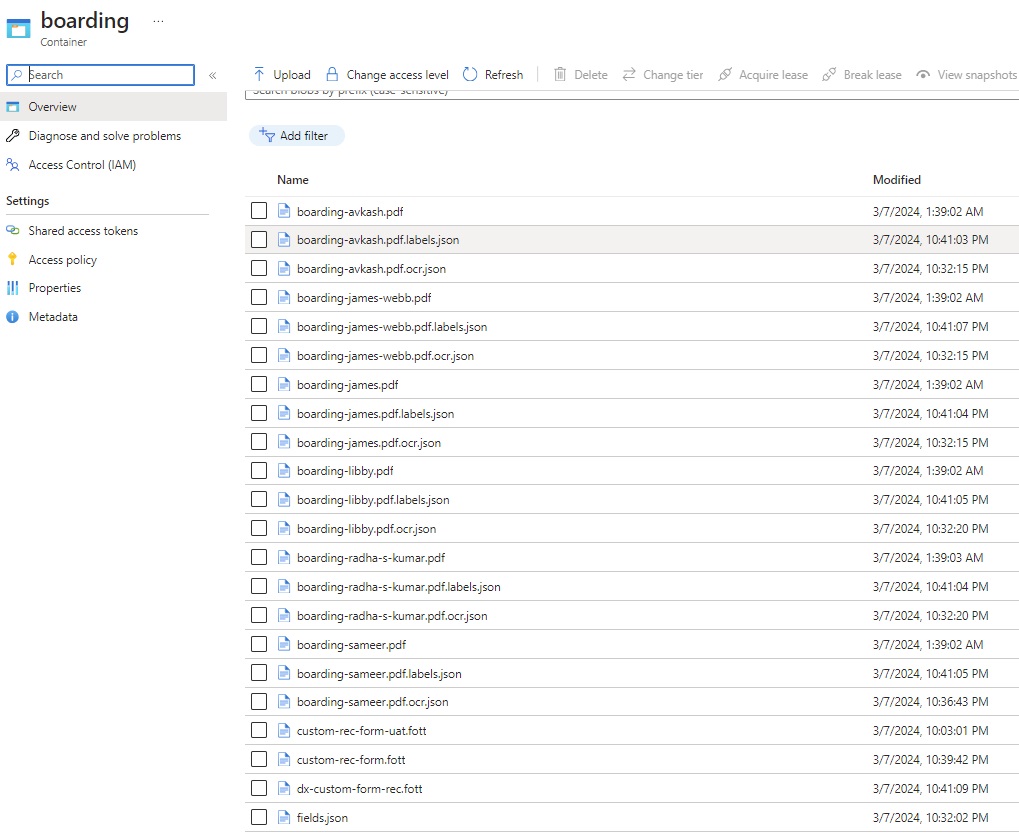 boarding ...
Container
Search «
Overview
Diagnose and solve problems
Access Control (IAM)
Settings
Shared access tokens
Access policy
Properties
Metadata
Upload Change access level Refresh Delete Change tier Acquire lease Break lease View snapshots
Search blobs by prefix (case-sensitive)
Add filter
Name Modified
boarding-avkash.pdf 3/7/2024, 1:39:02 AM
boarding-avkash.pdf.labels.json 3/7/2024, 10:41:03 PM
boarding-avkash.pdf.ocr.json 3/7/2024, 10:32:15 PM
boarding-james-webb.pdf 3/7/2024, 1:39:02 AM
boarding-james-webb.pdf.labels.json 3/7/2024, 10:41:07 PM
boarding-james-webb.pdf.ocr.json 3/7/2024, 10:32:15 PM
boarding-james.pdf 3/7/2024, 1:39:02 AM
boarding-james.pdf.labels.json 3/7/2024, 10:41:04 PM
boarding-james.pdf.ocr.json 3/7/2024, 10:32:15 PM
boarding-libby.pdf 3/7/2024, 1:39:02 AM
boarding-libby.pdf.labels.json 3/7/2024, 10:41:05 PM
boarding-libby.pdf.ocr.json 3/7/2024, 10:32:20 PM
boarding-radha-s-kumar.pdf 3/7/2024, 1:39:03 AM
boarding-radha-s-kumar.pdf.labels.json 3/7/2024, 10:41:04 PM
boarding-radha-s-kumar.pdf.ocr.json 3/7/2024, 10:32:20 PM
boarding-sameer.pdf 3/7/2024, 1:39:02 AM
boarding-sameer.pdf.labels.json 3/7/2024, 10:41:05 PM
boarding-sameer.pdf.ocr.json 3/7/2024, 10:36:43 PM
custom-rec-form-uat.fott 3/7/2024, 10:03:01 PM
custom-rec-form.fott 3/7/2024, 10:39:42 PM
dx-custom-form-rec.fott 3/7/2024, 10:41:09 PM
fields.json 3/7/2024, 10:32:02 PM